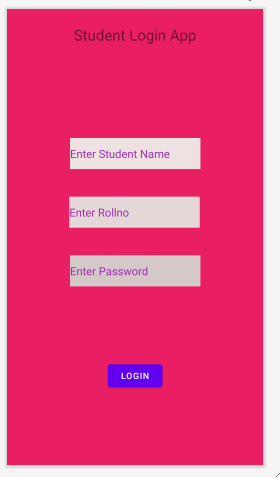 Student Login App
Enter Student Name
Enter Rollno
Enter Password
LOGIN